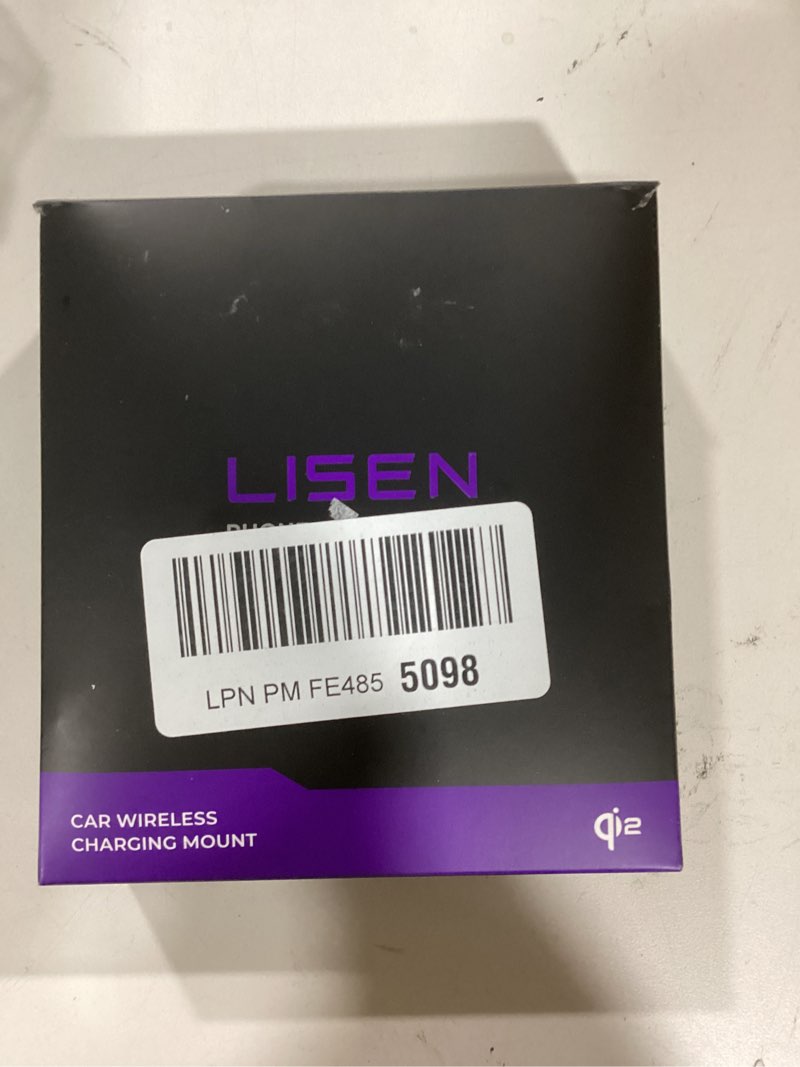 LISEN
LPN PM FE485 5098
CAR WIRELESS
CHARGING MOUNT
qi2